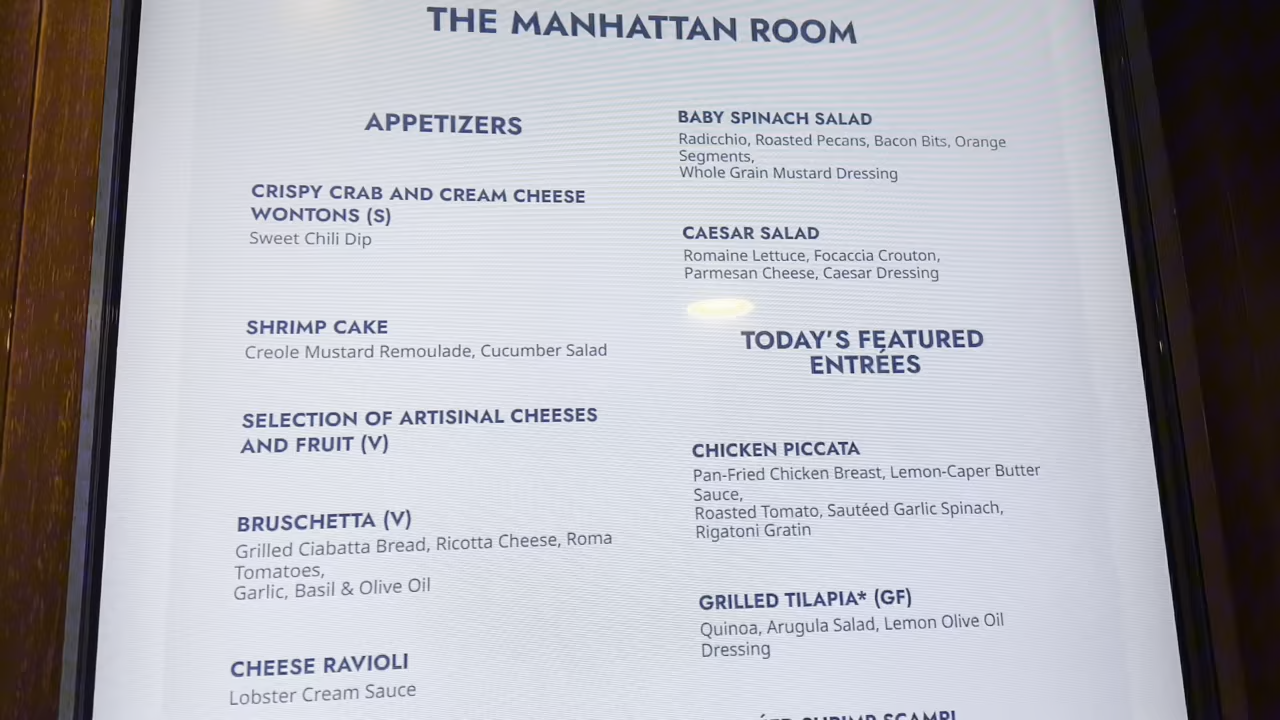 THE MANHATTAN ROOM
APPETIZERS
CRISPY CRAB AND CREAM CHEESE
WONTONS (S)
Sweet Chili Dip
SHRIMP CAKE
Creole Mustard Remoulade, Cucumber Salad
SELECTION OF ARTISINAL CHEESES
AND FRUIT (V)
BRUSCHETTA (V)
Grilled Ciabatta Bread, Ricotta Cheese, Roma
Tomatoes,
Garlic, Basil & Olive Oil
CHEESE RAVIOLI
Lobster Cream Sauce
BABY SPINACH SALAD
Radicchio, Roasted Pecans, Bacon Bits, Orange
Segments,
Whole Grain Mustard Dressing
CAESAR SALAD
Romaine Lettuce, Focaccia Crouton,
Parmesan Cheese, Caesar Dressing
TODAY'S FEATURED
ENTRÉES
CHICKEN PICCATA
Pan-Fried Chicken Breast, Lemon-Caper Butter
Sauce,
Roasted Tomato, Sautéed Garlic Spinach,
Rigatoni Gratin
GRILLED TILAPIA* (GF)
Quinoa, Arugula Salad, Lemon Olive Oil
Dressing
SHRIMP SCAMPI